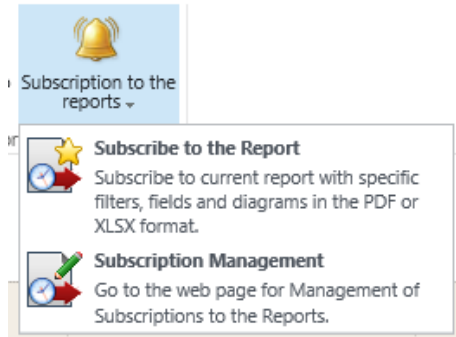 Subscription to the
reports
Subscribe to the Report
Subscribe to current report with specific
filters, fields and diagrams in the PDF or
XLSX format.
Subscription Management
Go to the web page for Management of
Subscriptions to the Reports.